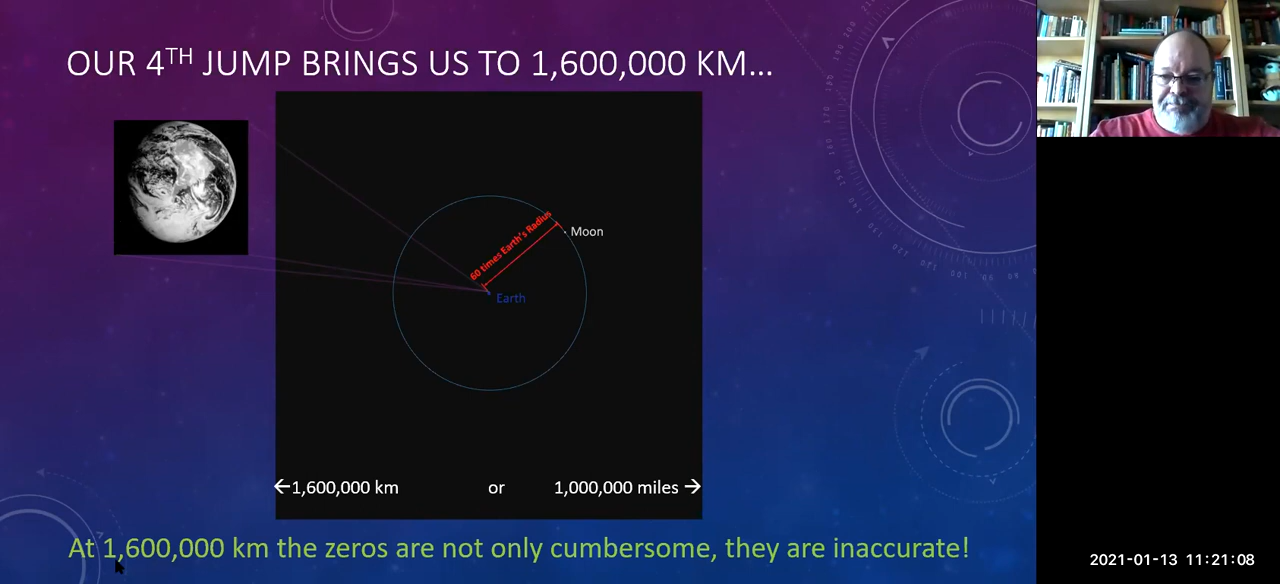 OUR 4TH JUMP BRINGS US TO 1,600,000 KM…
60 times Earth's Radius
Moon
Earth
←1,600,000 km or 1,000,000 miles →
At 1,600,000 km the zeros are not only cumbersome, they are inaccurate!
2021-01-13 11:21:08